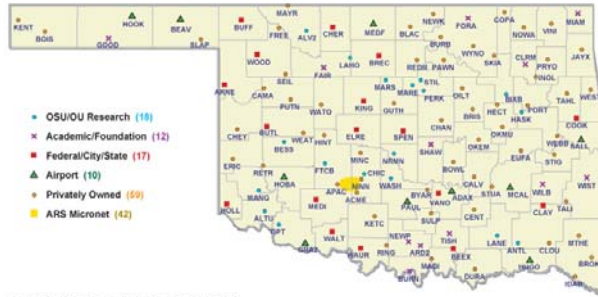 KENT
BOIS
HOOK
GOOD
BEAV
SLAP
BUFF
MAYR
FREE
ALV2
CHER
MEDF
BLAC
NEWK
FORA
COPA
NOWA
VINI
MIAM
BURB
WYNO
SKIA
CLRM
PRYO
JAYX
WOOD
FAIR
LAHO
BREC
REDR
PAWN
INOL
SEIL
MARS
MARE
STIL
PERK
OILT
BIXB
PORT
TAHL
WEST
ARNE
CAMA
PUTN
WATO
KING
GUTH
CHAN
BRIS
HECT
HASK
COOK
CHEY
BUTL
BESS
WEAT
HINT
ELRE
SPEN
SHAW
OKEM
OKMU
WEBB
SALL
ERIC
RETR
FTCB
MINC
NRMN
BOWL
EUFA
STIG
HOBA
CHIC
NINN
WASH
APAC
ACME
BYAR
CALV
STUA
MCAL
WILB
WIST
HOLL
MANG
ALTU
TIPT
MEDI
PAUL
VANO
ADAX
CENT
CLAY
TALI
GRA2
WALT
KETC
SULP
NEWP
ARD2
TISH
LANE
ANTL
CLOU
MTHE
WAUR
RING
BURN
MADI
BEEX
DURA
HUGO
IDAB
BROK
OSU/OU Research
Academic/Foundation (12)
Federal/City/State (17)
Airport (10)
Privately Owned
ARS Micronet (42)